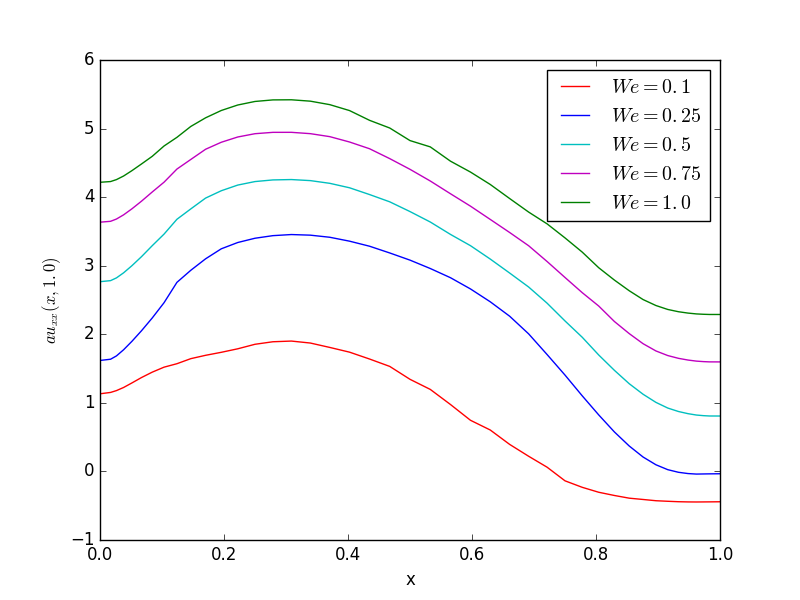 6
5
4
3
2
1
0
−1
0.0 0.2 0.4 0.6 0.8 1.0
x
au_{xx}(x, 1.0)
We = 0.1
We = 0.25
We = 0.5
We = 0.75
We = 1.0